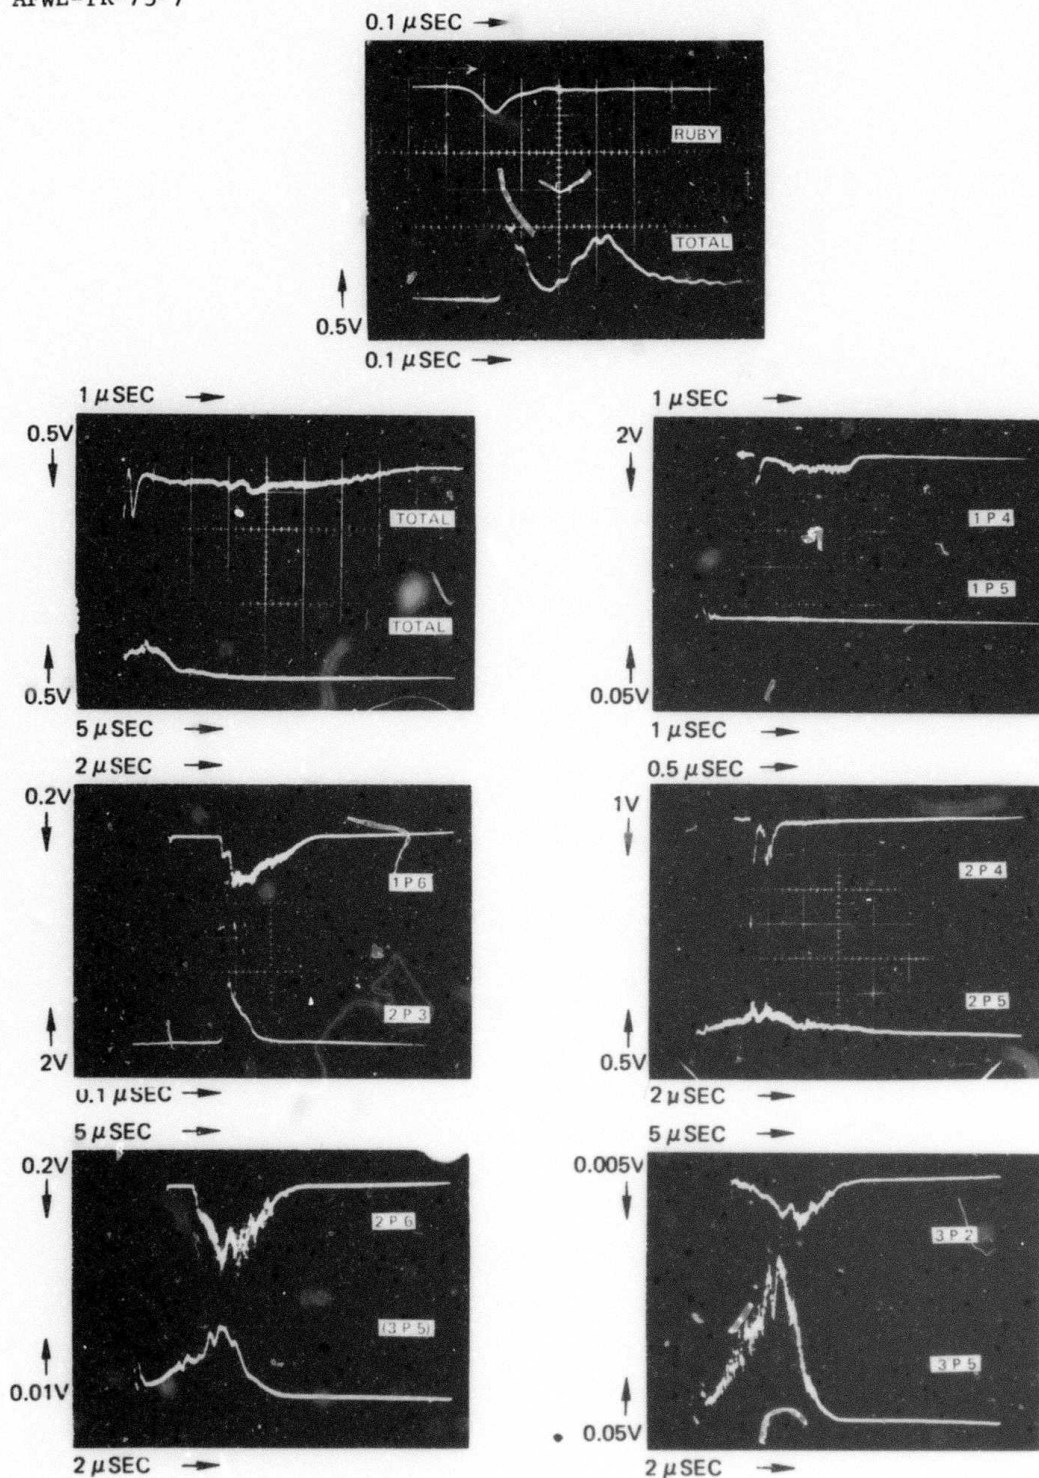 0.1 μSEC →
RUBY
TOTAL
0.5V
0.1 μSEC →
1 μSEC →
0.5V
TOTAL
TOTAL
0.5V
5 μSEC →
1 μSEC →
2V
1P4
1P5
0.05V
1 μSEC →
2 μSEC →
0.2V
1P6
2P3
2V
0.1 μSEC →
0.5 μSEC →
1V
2P4
2P5
0.5V
2 μSEC →
5 μSEC →
0.2V
2P6
(3P5)
0.01V
2 μSEC →
5 μSEC →
0.005V
3P2
3P5
0.05V
2 μSEC →